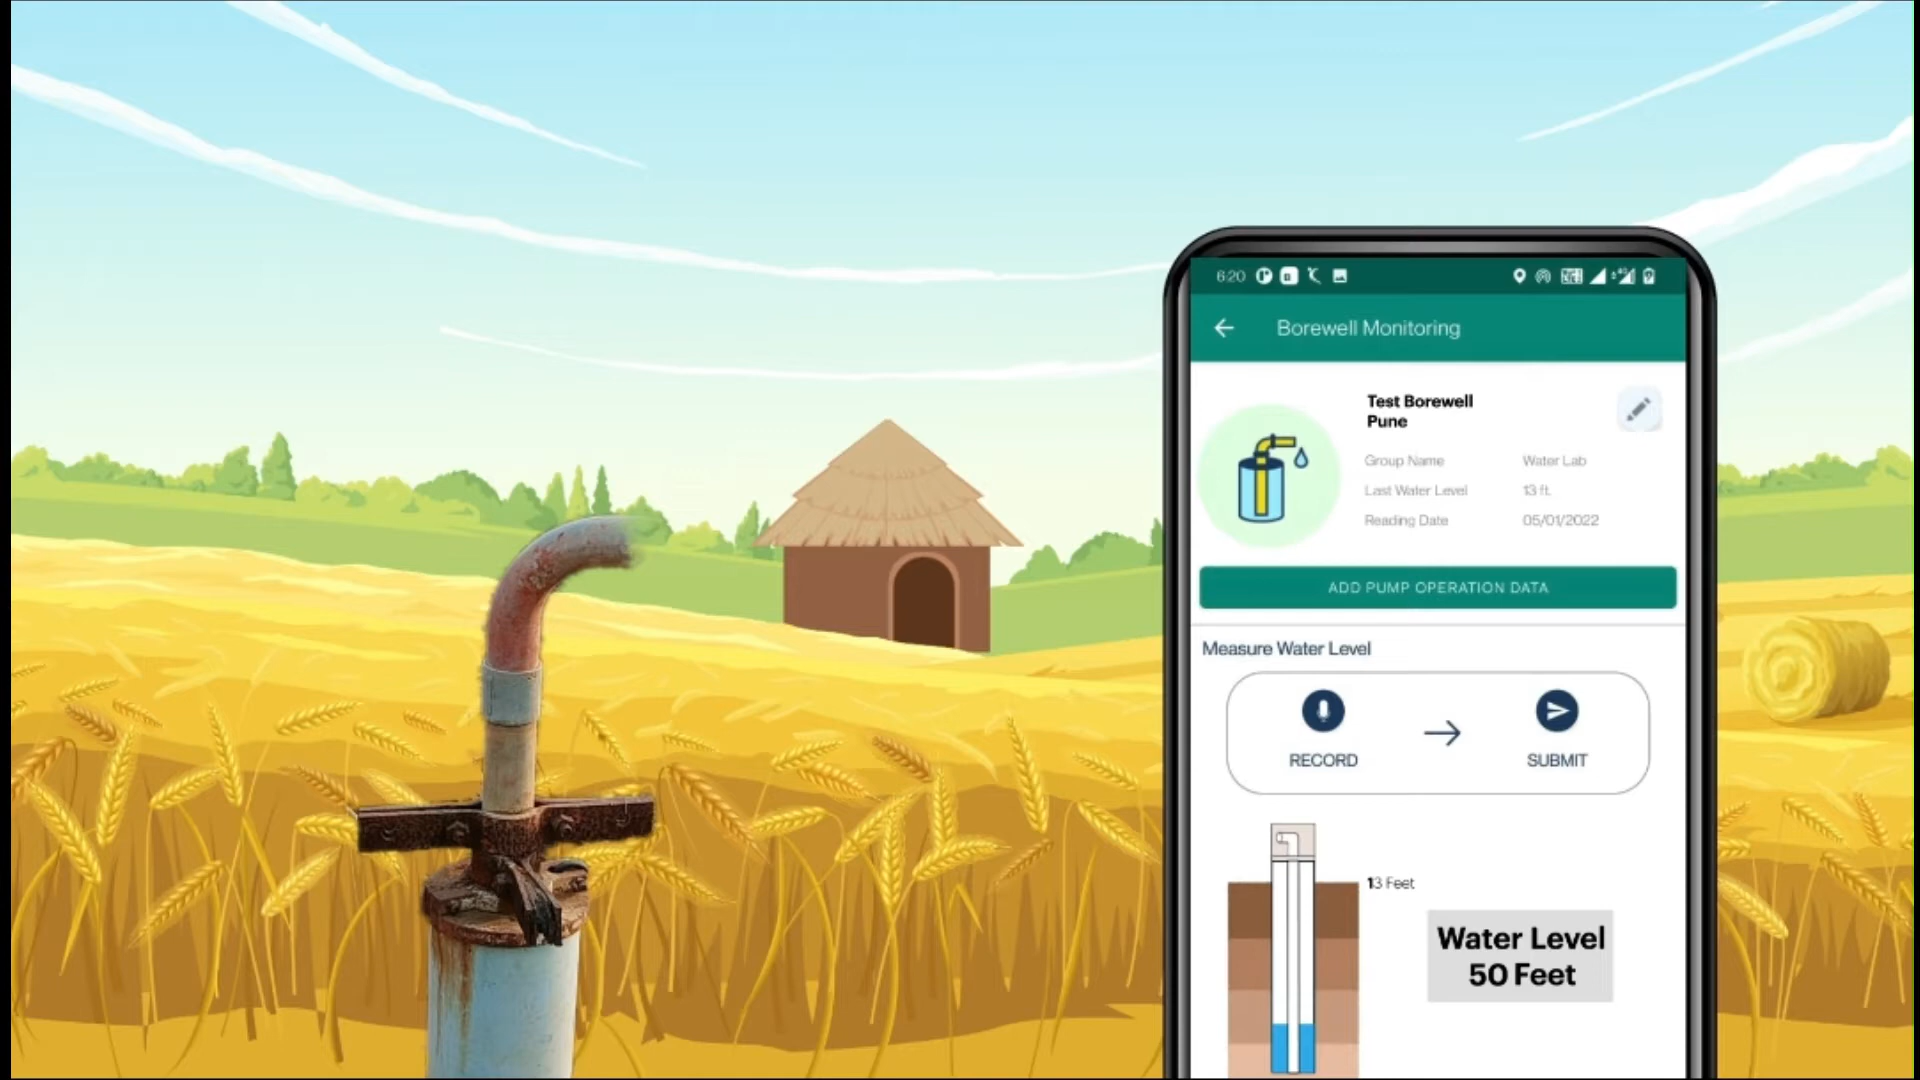 6:20
Borewell Monitoring
Test Borewell
Pune
Group Name Water Lab
Last Water Level 13 ft.
Reading Date 05/01/2022
ADD PUMP OPERATION DATA
Measure Water Level
RECORD SUBMIT
13 Feet
Water Level
50 Feet